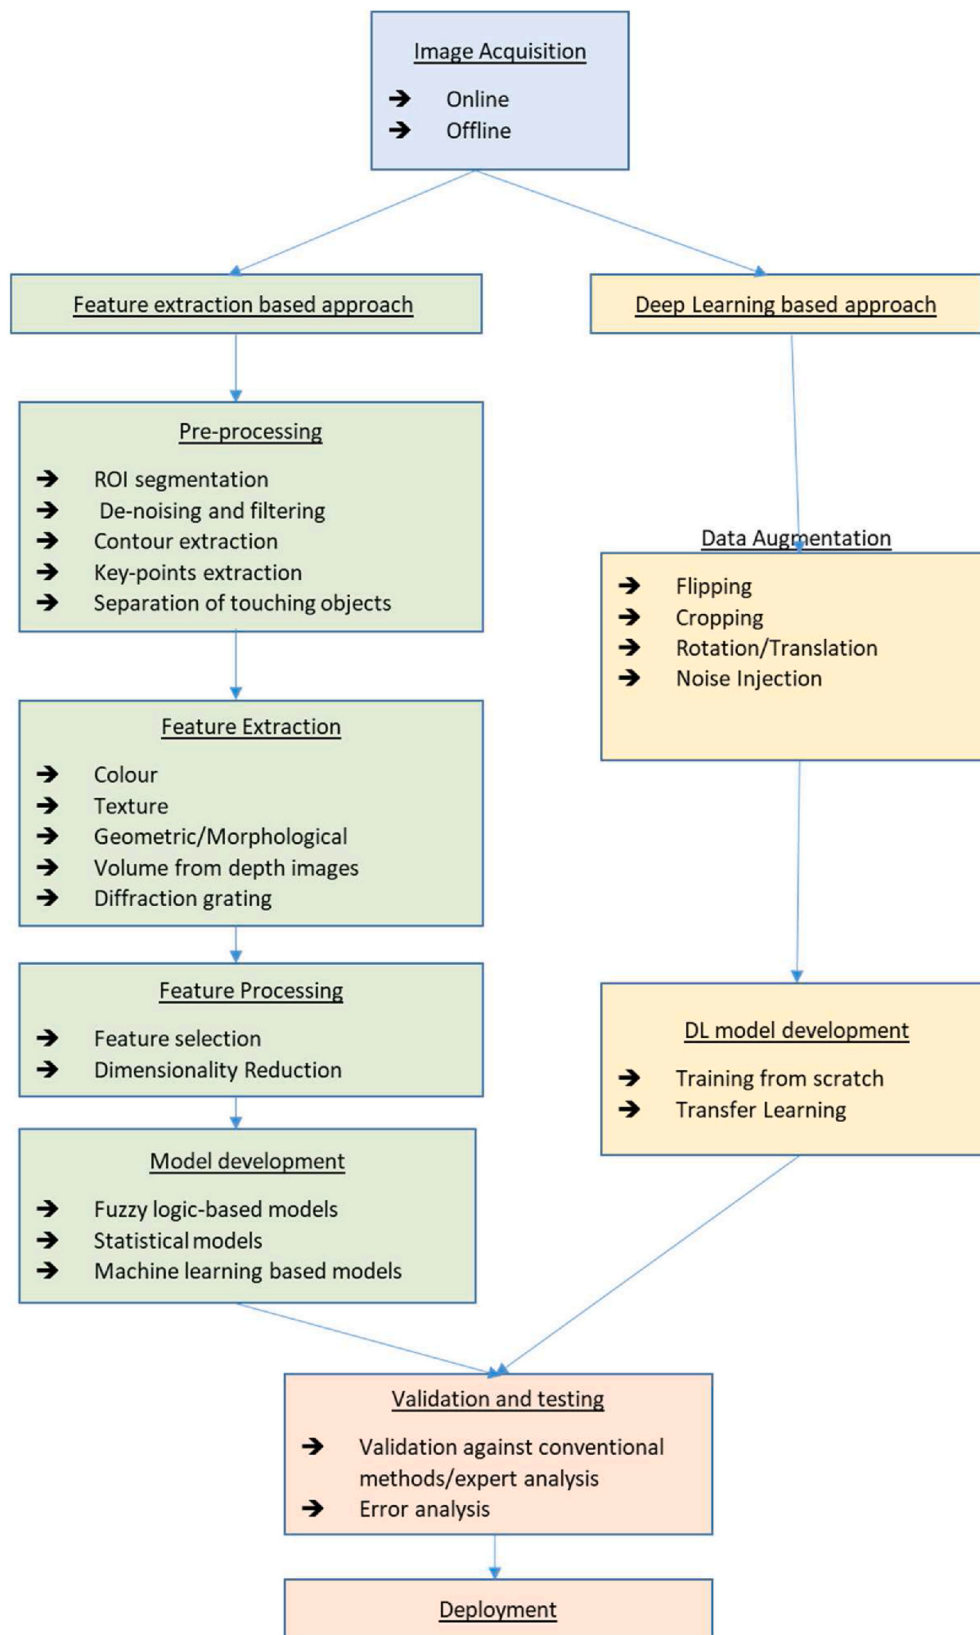 Image Acquisition
➔ Online
➔ Offline
Feature extraction based approach
Deep Learning based approach
Pre-processing
➔ ROI segmentation
➔ De-noising and filtering
➔ Contour extraction
➔ Key-points extraction
➔ Separation of touching objects
Feature Extraction
➔ Colour
➔ Texture
➔ Geometric/Morphological
➔ Volume from depth images
➔ Diffraction grating
Feature Processing
➔ Feature selection
➔ Dimensionality Reduction
Model development
➔ Fuzzy logic-based models
➔ Statistical models
➔ Machine learning based models
Data Augmentation
➔ Flipping
➔ Cropping
➔ Rotation/Translation
➔ Noise Injection
DL model development
➔ Training from scratch
➔ Transfer Learning
Validation and testing
➔ Validation against conventional
methods/expert analysis
➔ Error analysis
Deployment